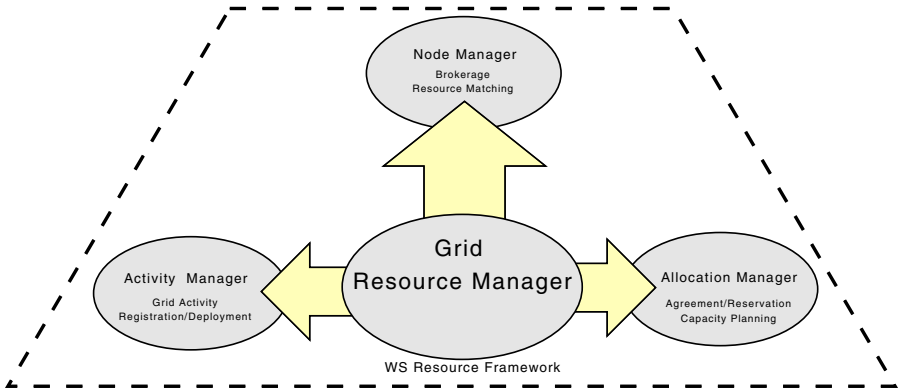 Node Manager
Brokerage
Resource Matching
Grid
Resource Manager
Activity Manager
Grid Activity
Registration/Deployment
Allocation Manager
Agreement/Reservation
Capacity Planning
WS Resource Framework